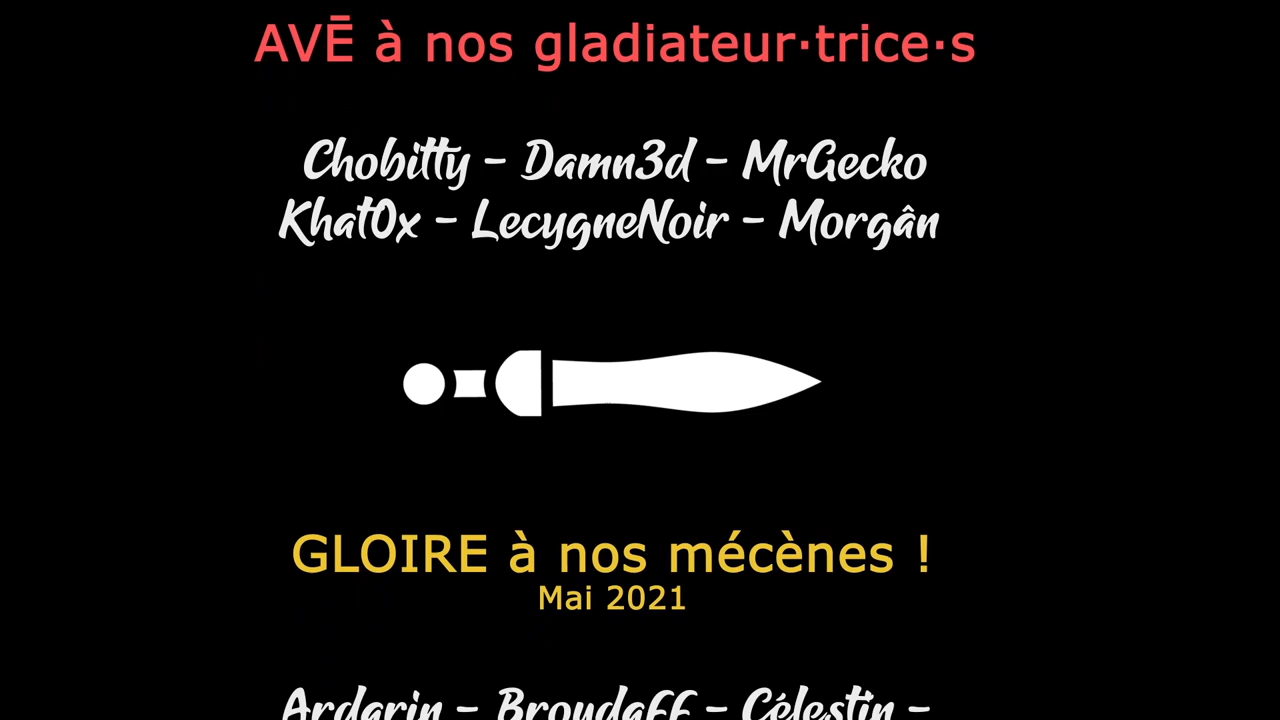 AVĒ à nos gladiateur·trice·s
Chobitty - Damn3d - MrGecko
Khat0x - LecygneNoir - Morgân
GLOIRE à nos mécènes !
Mai 2021
Ardarin - Broudaff - Célestin -